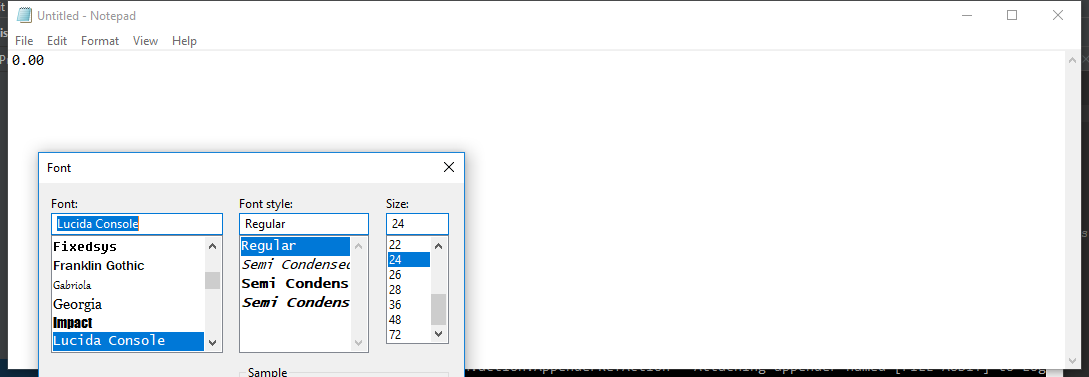 Untitled - Notepad
File Edit Format View Help
0.00
Font
Font: Font style: Size:
Lucida Console Regular 24
Fixedsys
Franklin Gothic
Gabriola
Georgia
Impact
Lucida Console
Regular
Semi Condensed
Semi Condens
Semi Condens
22
24
26
28
36
48
72
Sample